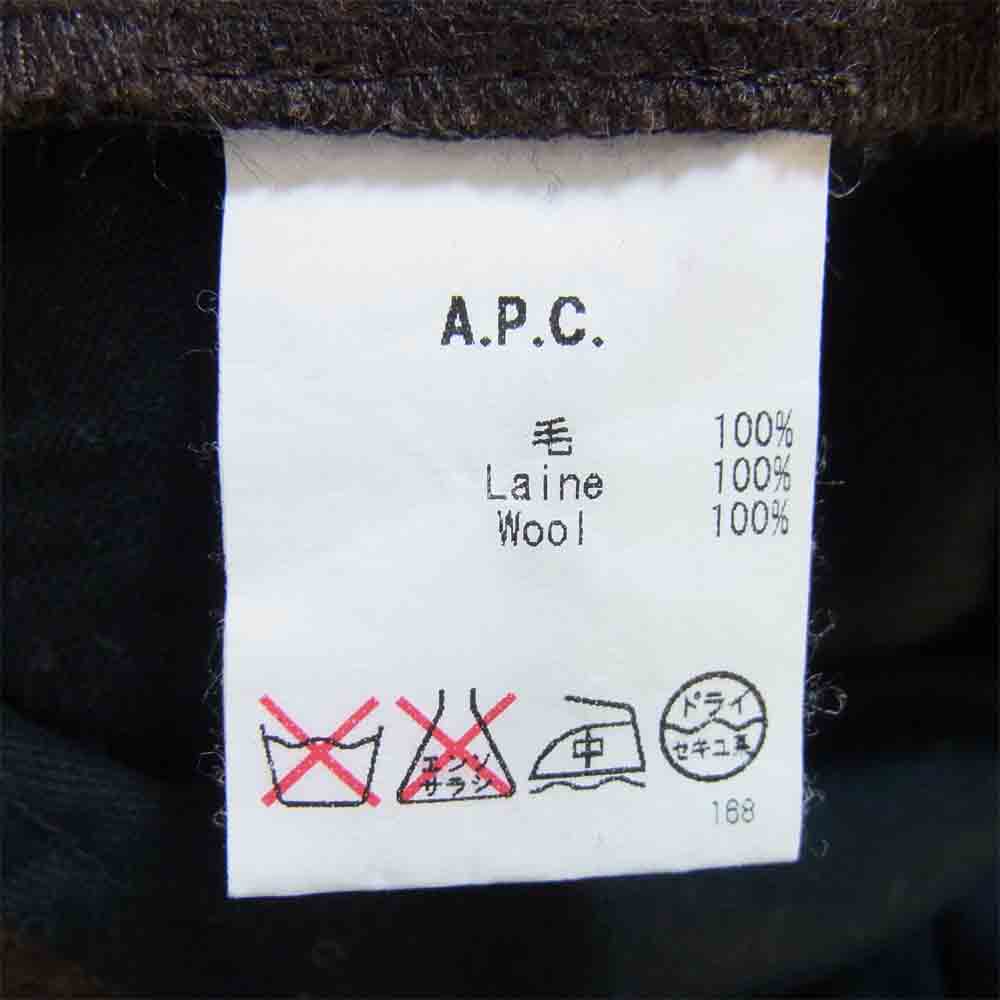 A.P.C.
毛 100%
Laine 100%
Wool 100%
エンソ
サラシ
中
ドライ
セキユ系
168